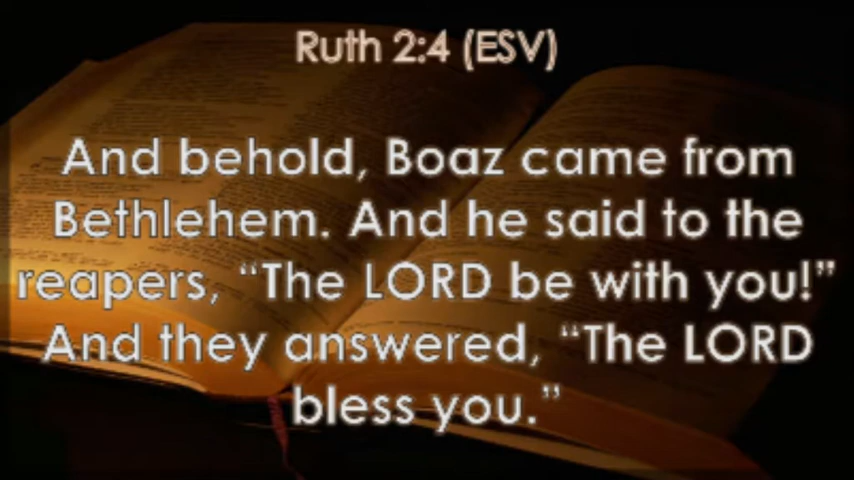 Ruth 2:4 (ESV)
And behold, Boaz came from
Bethlehem. And he said to the
reapers, “The LORD be with you!”
And they answered, “The LORD
bless you.”